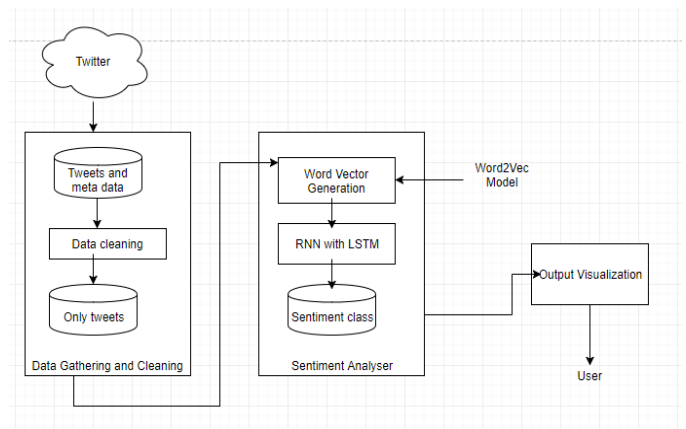 Twitter
Tweets and
meta data
Data cleaning
Only tweets
Data Gathering and Cleaning
Word Vector
Generation
RNN with LSTM
Sentiment class
Sentiment Analyser
Word2Vec
Model
Output Visualization
User